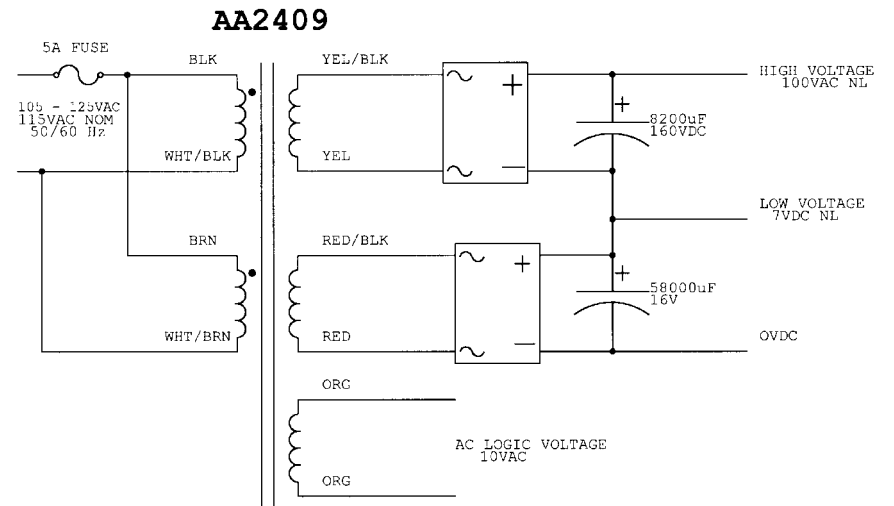 AA2409
5A FUSE
BLK
YEL/BLK
HIGH VOLTAGE
100VAC NL
105 - 125VAC
115VAC NOM
50/60 Hz
+
-
+
8200uF
160VDC
WHT/BLK
YEL
LOW VOLTAGE
7VDC NL
BRN
RED/BLK
+
-
+
58000uF
16V
WHT/BRN
RED
0VDC
ORG
AC LOGIC VOLTAGE
10VAC
ORG